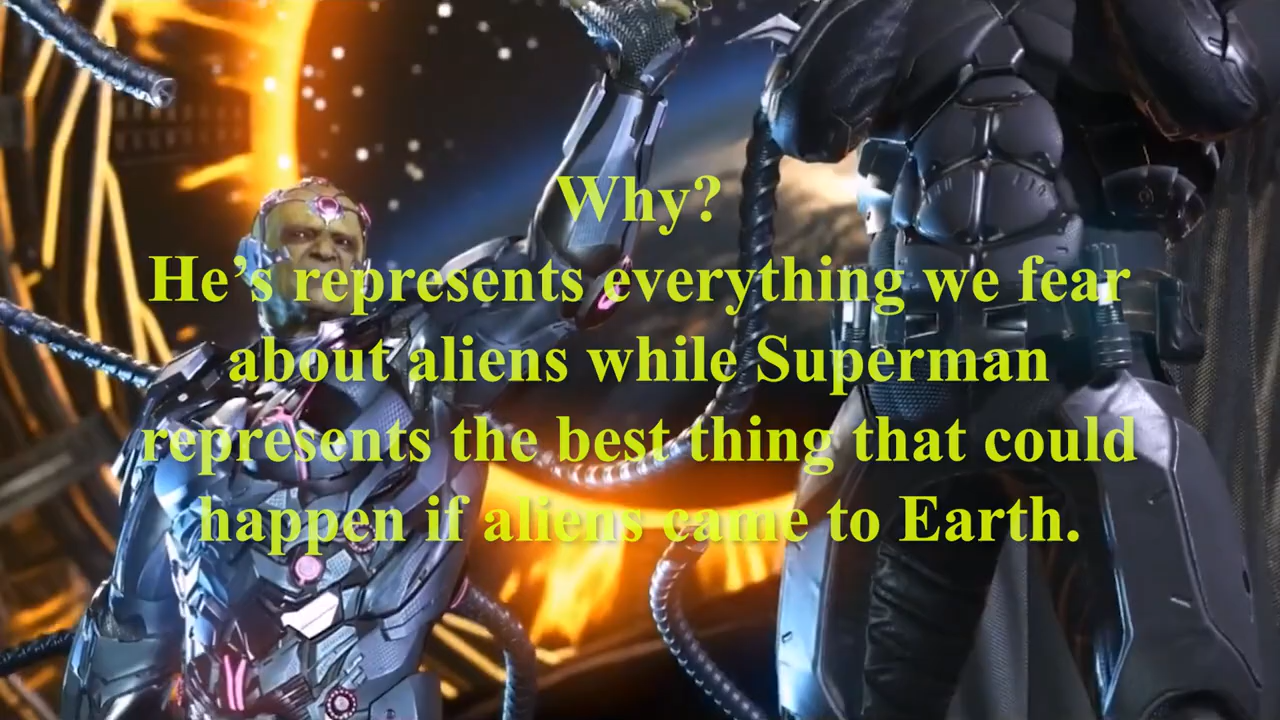 Why?
He’s represents everything we fear
about aliens while Superman
represents the best thing that could
happen if aliens came to Earth.